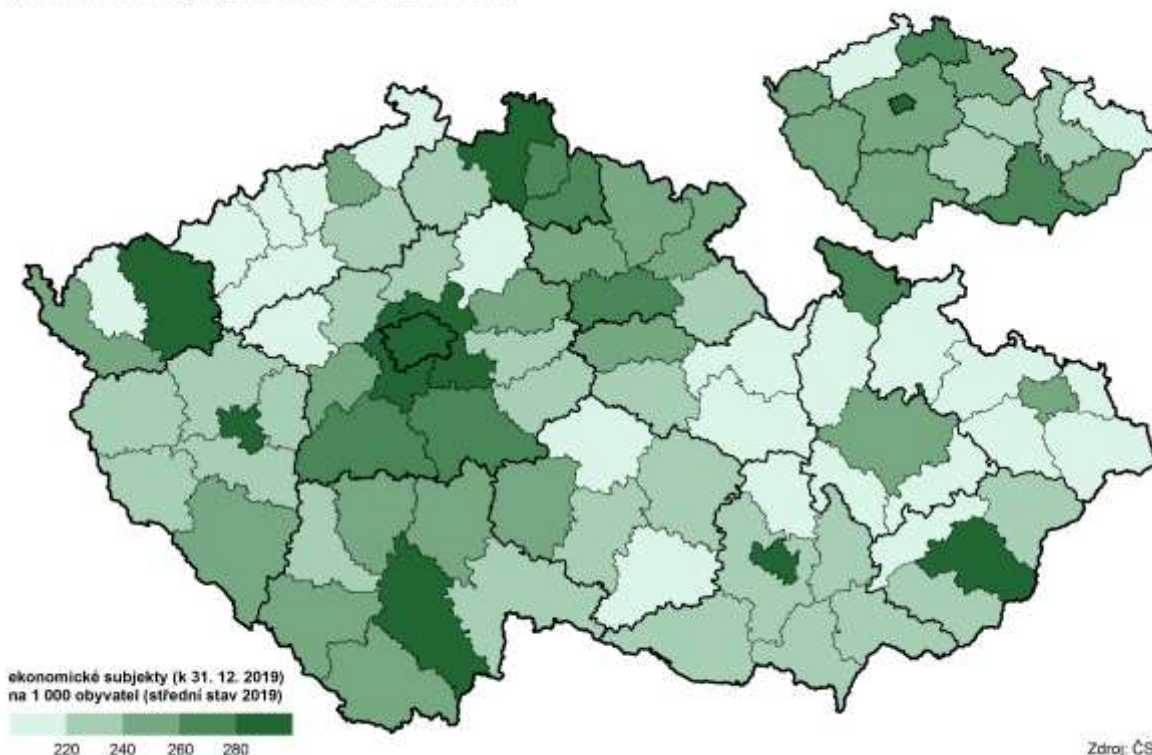 ekonomické subjekty (k 31. 12. 2019)
na 1 000 obyvatel (střední stav 2019)
220 240 260 280
Zdroj: ČS